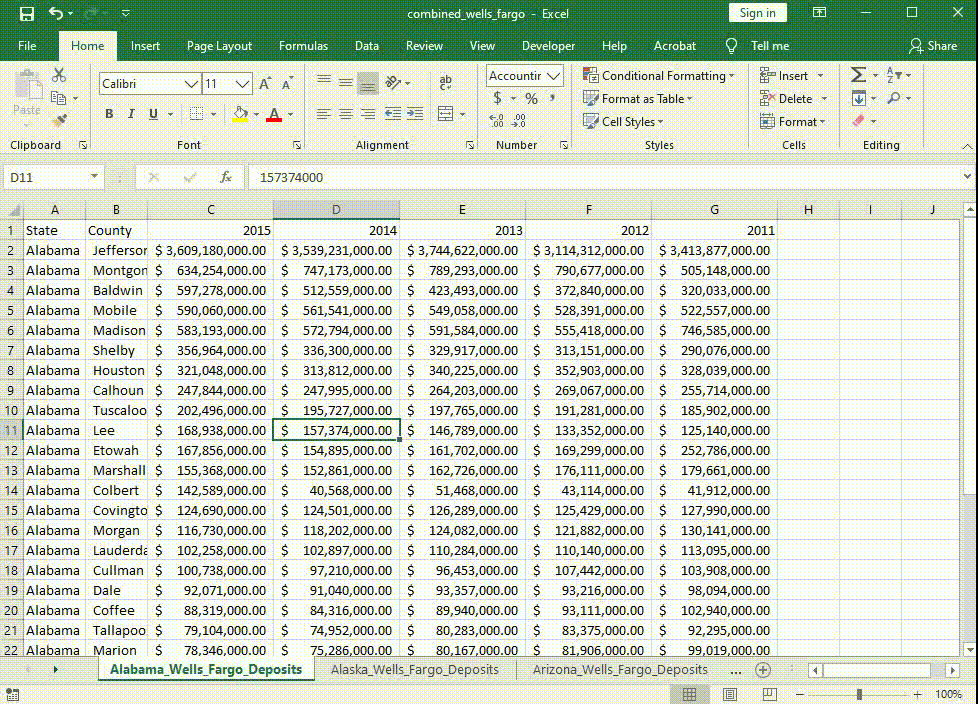 combined_wells_fargo - Excel
Sign in
File Home Insert Page Layout Formulas Data Review View Developer Help Acrobat Tell me Share
Paste Calibri 11 A A Accountin Conditional Formatting Insert Σ
B I U A ab $ % , Format as Table Delete
Cell Styles Format
Clipboard Font Alignment Number Styles Cells Editing
D11 fx 157374000
A B C D E F G H I J
1 State County 2015 2014 2013 2012 2011
2 Alabama Jefferson $ 3,609,180,000.00 $ 3,539,231,000.00 $ 3,744,622,000.00 $ 3,114,312,000.00 $ 3,413,877,000.00
3 Alabama Montgon $ 634,254,000.00 $ 747,173,000.00 $ 789,293,000.00 $ 790,677,000.00 $ 505,148,000.00
4 Alabama Baldwin $ 597,278,000.00 $ 512,559,000.00 $ 423,493,000.00 $ 372,840,000.00 $ 320,033,000.00
5 Alabama Mobile $ 590,060,000.00 $ 561,541,000.00 $ 549,058,000.00 $ 528,391,000.00 $ 522,557,000.00
6 Alabama Madison $ 583,193,000.00 $ 572,794,000.00 $ 591,584,000.00 $ 555,418,000.00 $ 746,585,000.00
7 Alabama Shelby $ 356,964,000.00 $ 336,300,000.00 $ 329,917,000.00 $ 313,151,000.00 $ 290,076,000.00
8 Alabama Houston $ 321,048,000.00 $ 313,812,000.00 $ 340,225,000.00 $ 352,903,000.00 $ 328,039,000.00
9 Alabama Calhoun $ 247,844,000.00 $ 247,995,000.00 $ 264,203,000.00 $ 269,067,000.00 $ 255,714,000.00
10 Alabama Tuscaloo $ 202,496,000.00 $ 195,727,000.00 $ 197,765,000.00 $ 191,281,000.00 $ 185,902,000.00
11 Alabama Lee $ 168,938,000.00 $ 157,374,000.00 $ 146,789,000.00 $ 133,352,000.00 $ 125,140,000.00
12 Alabama Etowah $ 167,856,000.00 $ 154,895,000.00 $ 161,702,000.00 $ 169,299,000.00 $ 252,786,000.00
13 Alabama Marshall $ 155,368,000.00 $ 152,861,000.00 $ 162,726,000.00 $ 176,111,000.00 $ 179,661,000.00
14 Alabama Colbert $ 142,589,000.00 $ 40,568,000.00 $ 51,468,000.00 $ 43,114,000.00 $ 41,912,000.00
15 Alabama Covingto $ 124,690,000.00 $ 124,501,000.00 $ 126,289,000.00 $ 125,429,000.00 $ 127,990,000.00
16 Alabama Morgan $ 116,730,000.00 $ 118,202,000.00 $ 124,082,000.00 $ 121,882,000.00 $ 130,141,000.00
17 Alabama Lauderda $ 102,258,000.00 $ 102,897,000.00 $ 110,284,000.00 $ 110,140,000.00 $ 113,095,000.00
18 Alabama Cullman $ 100,738,000.00 $ 97,210,000.00 $ 96,453,000.00 $ 107,442,000.00 $ 103,908,000.00
19 Alabama Dale $ 92,071,000.00 $ 91,040,000.00 $ 93,357,000.00 $ 93,216,000.00 $ 98,094,000.00
20 Alabama Coffee $ 88,319,000.00 $ 84,316,000.00 $ 89,940,000.00 $ 93,111,000.00 $ 102,940,000.00
21 Alabama Tallapoo $ 79,104,000.00 $ 74,952,000.00 $ 80,283,000.00 $ 83,375,000.00 $ 92,295,000.00
22 Alabama Marion $ 78,346,000.00 $ 75,286,000.00 $ 80,167,000.00 $ 81,906,000.00 $ 99,019,000.00
Alabama_Wells_Fargo_Deposits Alaska_Wells_Fargo_Deposits Arizona_Wells_Fargo_Deposits ...
100%